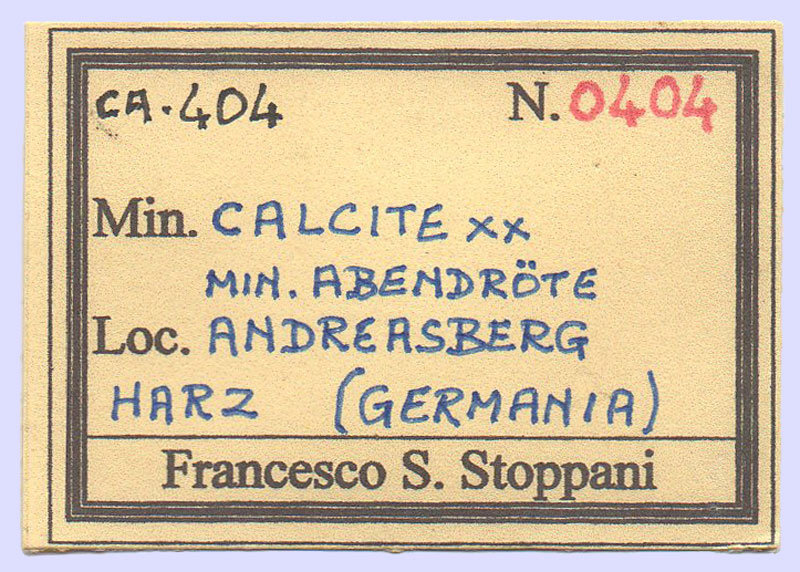 CA.404 N. 0404
Min. CALCITE xx
MIN. ABENDRÖTE
Loc. ANDREASBERG
HARZ (GERMANIA)
Francesco S. Stoppani